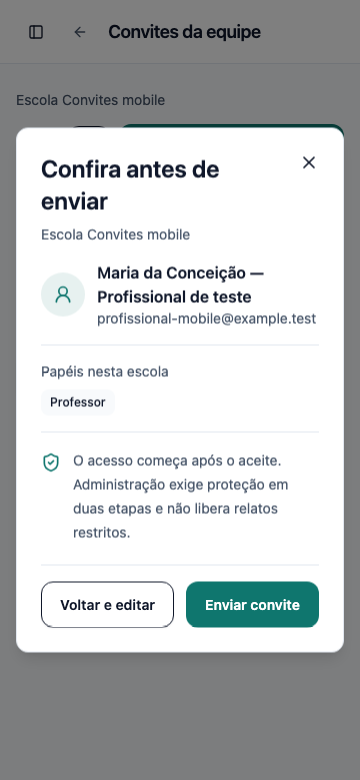 Convites da equipe
Escola Convites mobile
Confira antes de
enviar
Escola Convites mobile
Maria da Conceição —
Profissional de teste
profissional-mobile@example.test
Papéis nesta escola
Professor
O acesso começa após o aceite.
Administração exige proteção em
duas etapas e não libera relatos
restritos.
Voltar e editar
Enviar convite